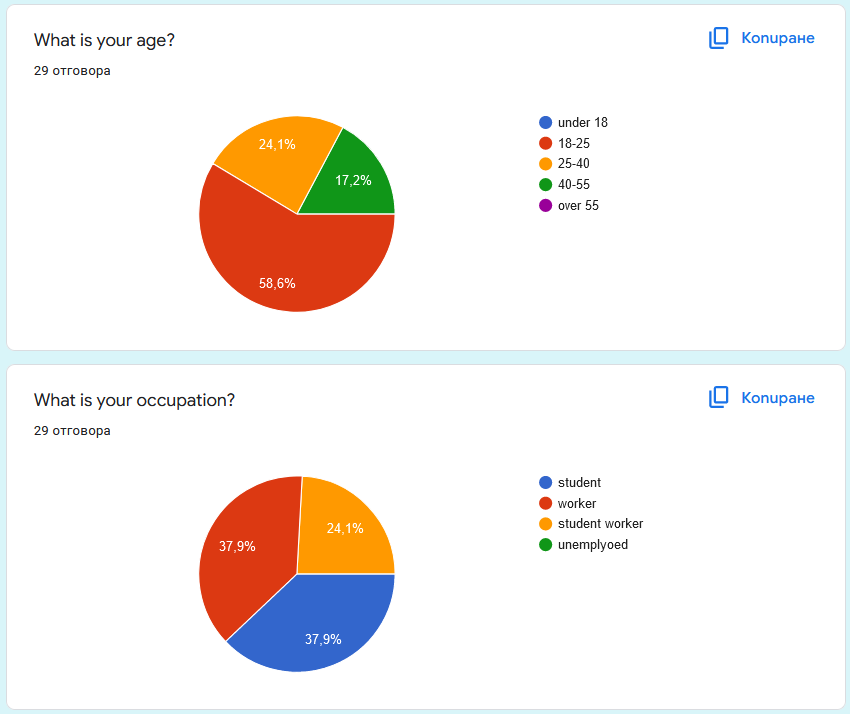 What is your age?
Копиране
29 отговора
24,1%
17,2%
58,6%
under 18
18-25
25-40
40-55
over 55
What is your occupation?
Копиране
29 отговора
37,9%
24,1%
37,9%
student
worker
student worker
unemplyoed